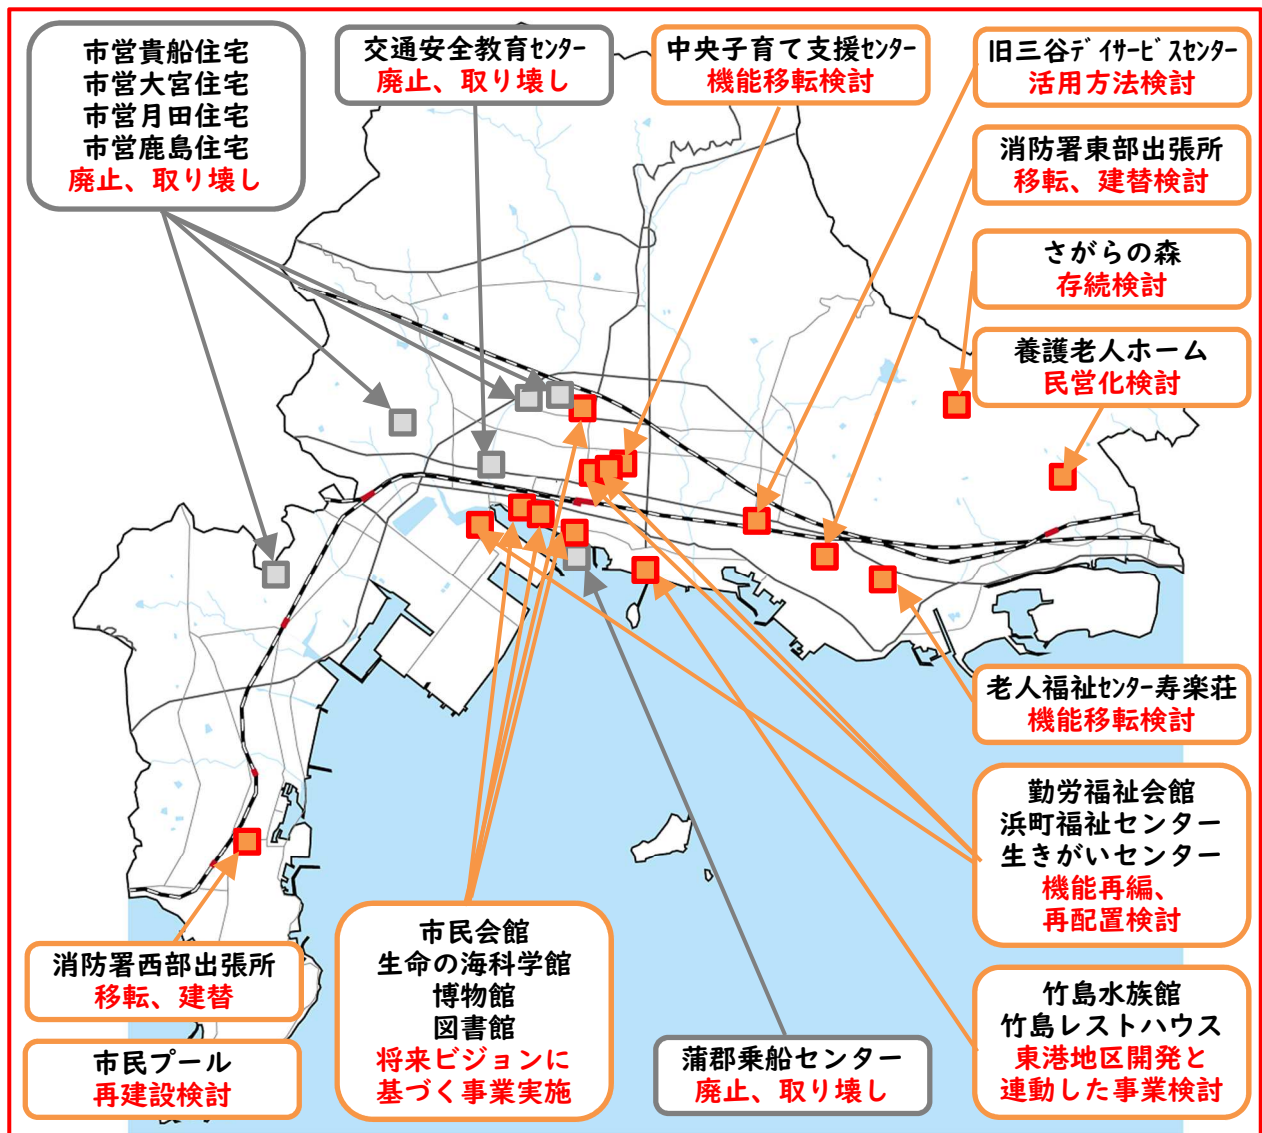 市営貴船住宅
市営大宮住宅
市営月田住宅
市営鹿島住宅
廃止、取り壊し
交通安全教育ｾﾝﾀｰ
廃止、取り壊し
中央子育て支援ｾﾝﾀｰ
機能移転検討
旧三谷ﾃﾞｲｻｰﾋﾞｽｾﾝﾀｰ
活用方法検討
消防署東部出張所
移転、建替検討
さがらの森
存続検討
養護老人ホーム
民営化検討
老人福祉ｾﾝﾀｰ寿楽荘
機能移転検討
勤労福祉会館
浜町福祉センター
生きがいセンター
機能再編、
再配置検討
消防署西部出張所
移転、建替
市民プール
再建設検討
市民会館
生命の海科学館
博物館
図書館
将来ビジョンに
基づく事業実施
蒲郡乗船センター
廃止、取り壊し
竹島水族館
竹島レストハウス
東港地区開発と
連動した事業検討